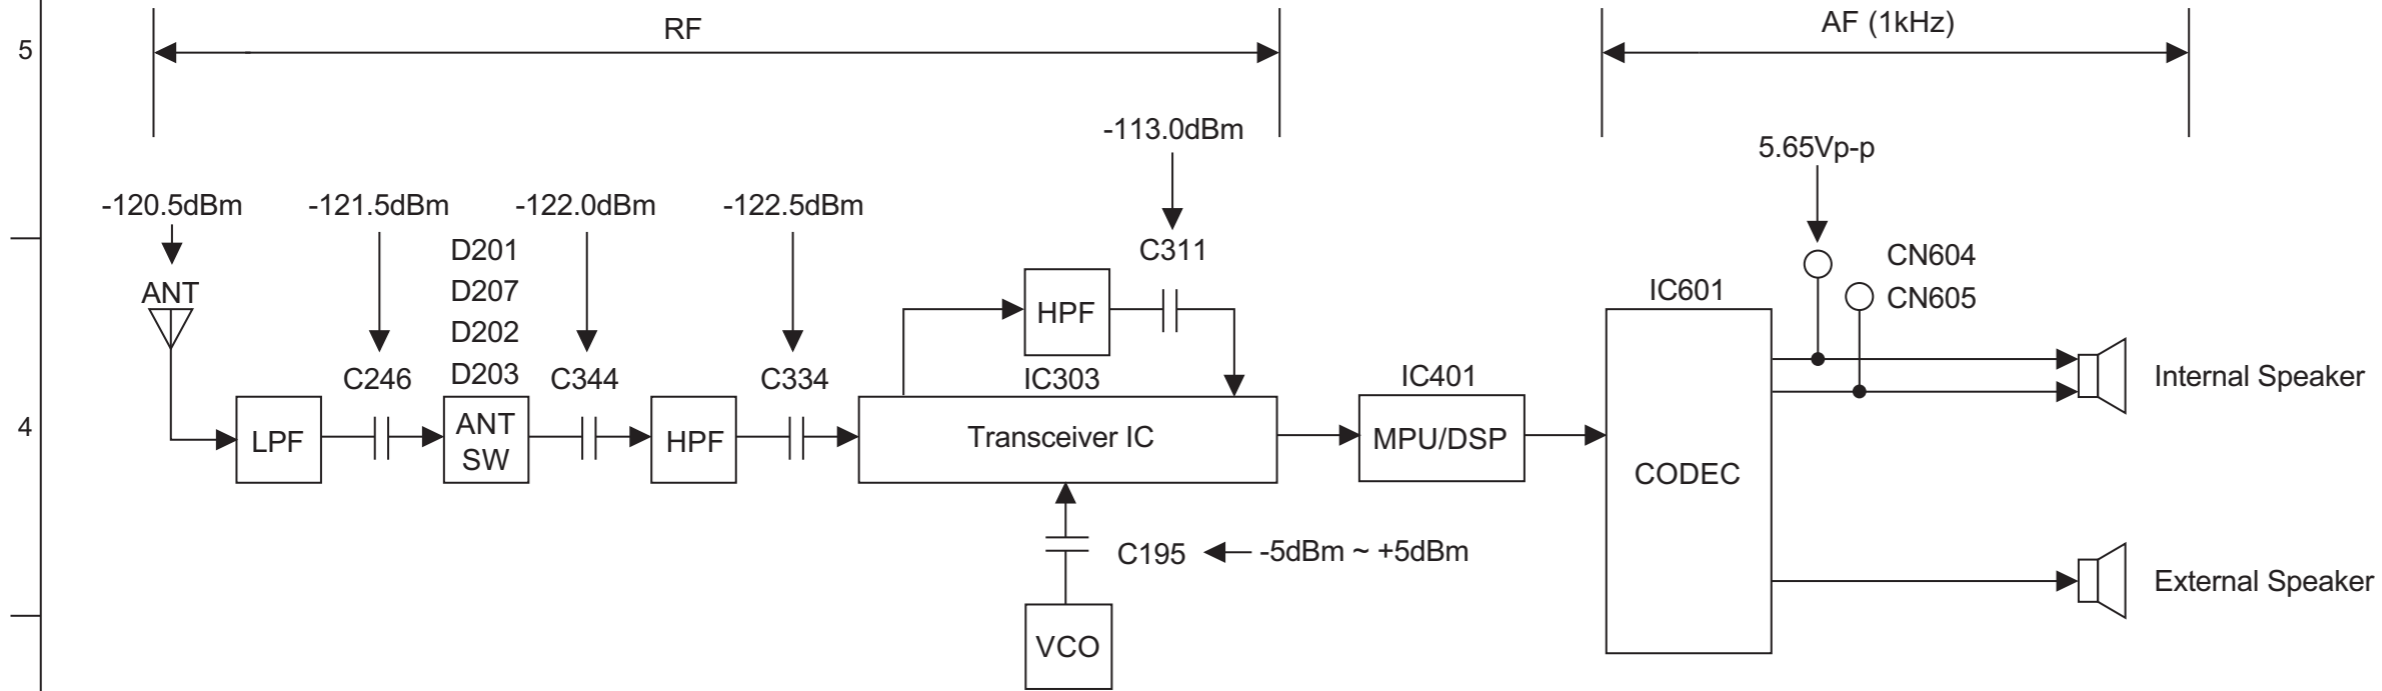 5
RF
AF (1kHz)
-113.0dBm
5.65Vp-p
-120.5dBm
-121.5dBm
-122.0dBm
-122.5dBm
D201
D207
D202
D203
C311
CN604
CN605
ANT
IC601
HPF
C246
C344
C334
IC303
IC401
Internal Speaker
4
LPF
ANT
SW
HPF
Transceiver IC
MPU/DSP
CODEC
C195
-5dBm ~ +5dBm
External Speaker
VCO